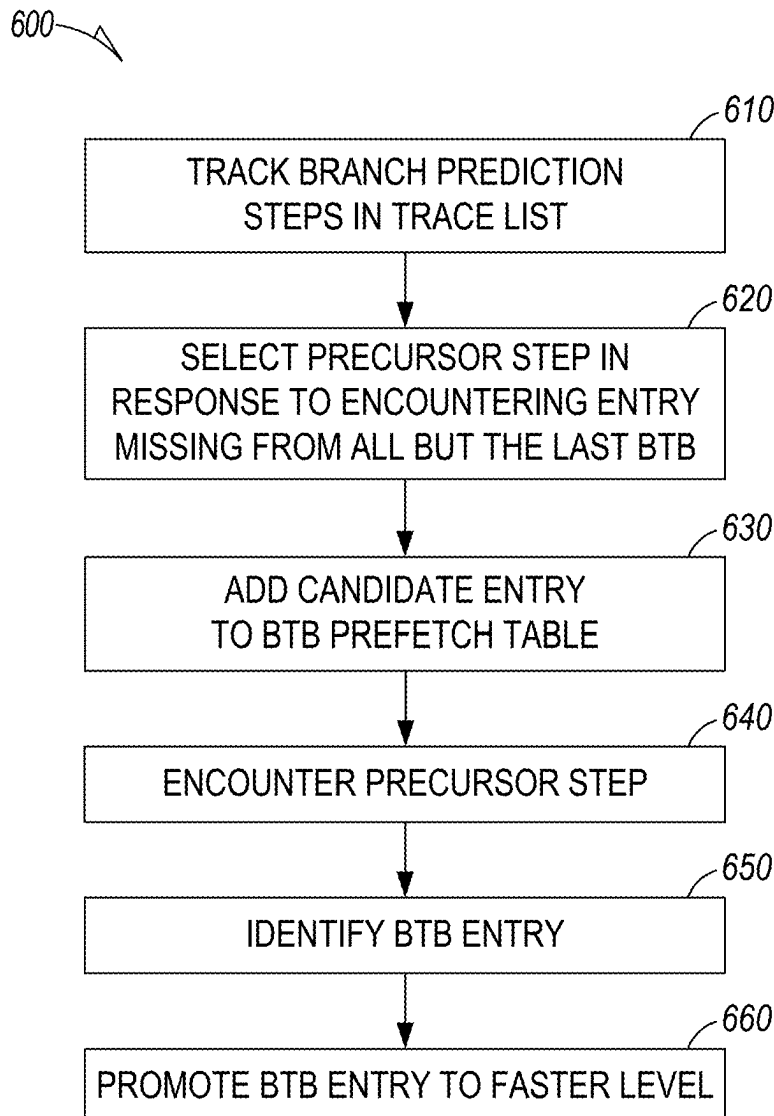 600
610
TRACK BRANCH PREDICTION
STEPS IN TRACE LIST
620
SELECT PRECURSOR STEP IN
RESPONSE TO ENCOUNTERING ENTRY
MISSING FROM ALL BUT THE LAST BTB
630
ADD CANDIDATE ENTRY
TO BTB PREFETCH TABLE
640
ENCOUNTER PRECURSOR STEP
650
IDENTIFY BTB ENTRY
660
PROMOTE BTB ENTRY TO FASTER LEVEL